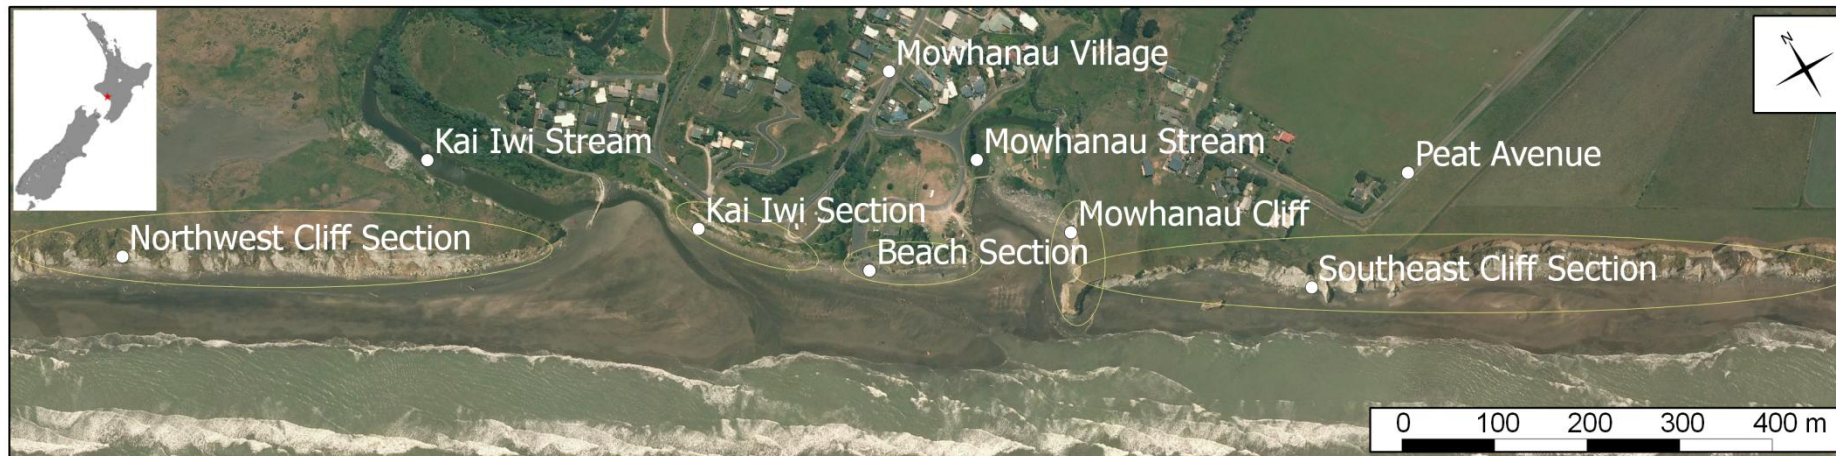 N
Mowhanau Village
Kai Iwi Stream
Mowhanau Stream
Peat Avenue
Kai Iwi Section
Mowhanau Cliff
Northwest Cliff Section
Beach Section
Southeast Cliff Section
0 100 200 300 400 m